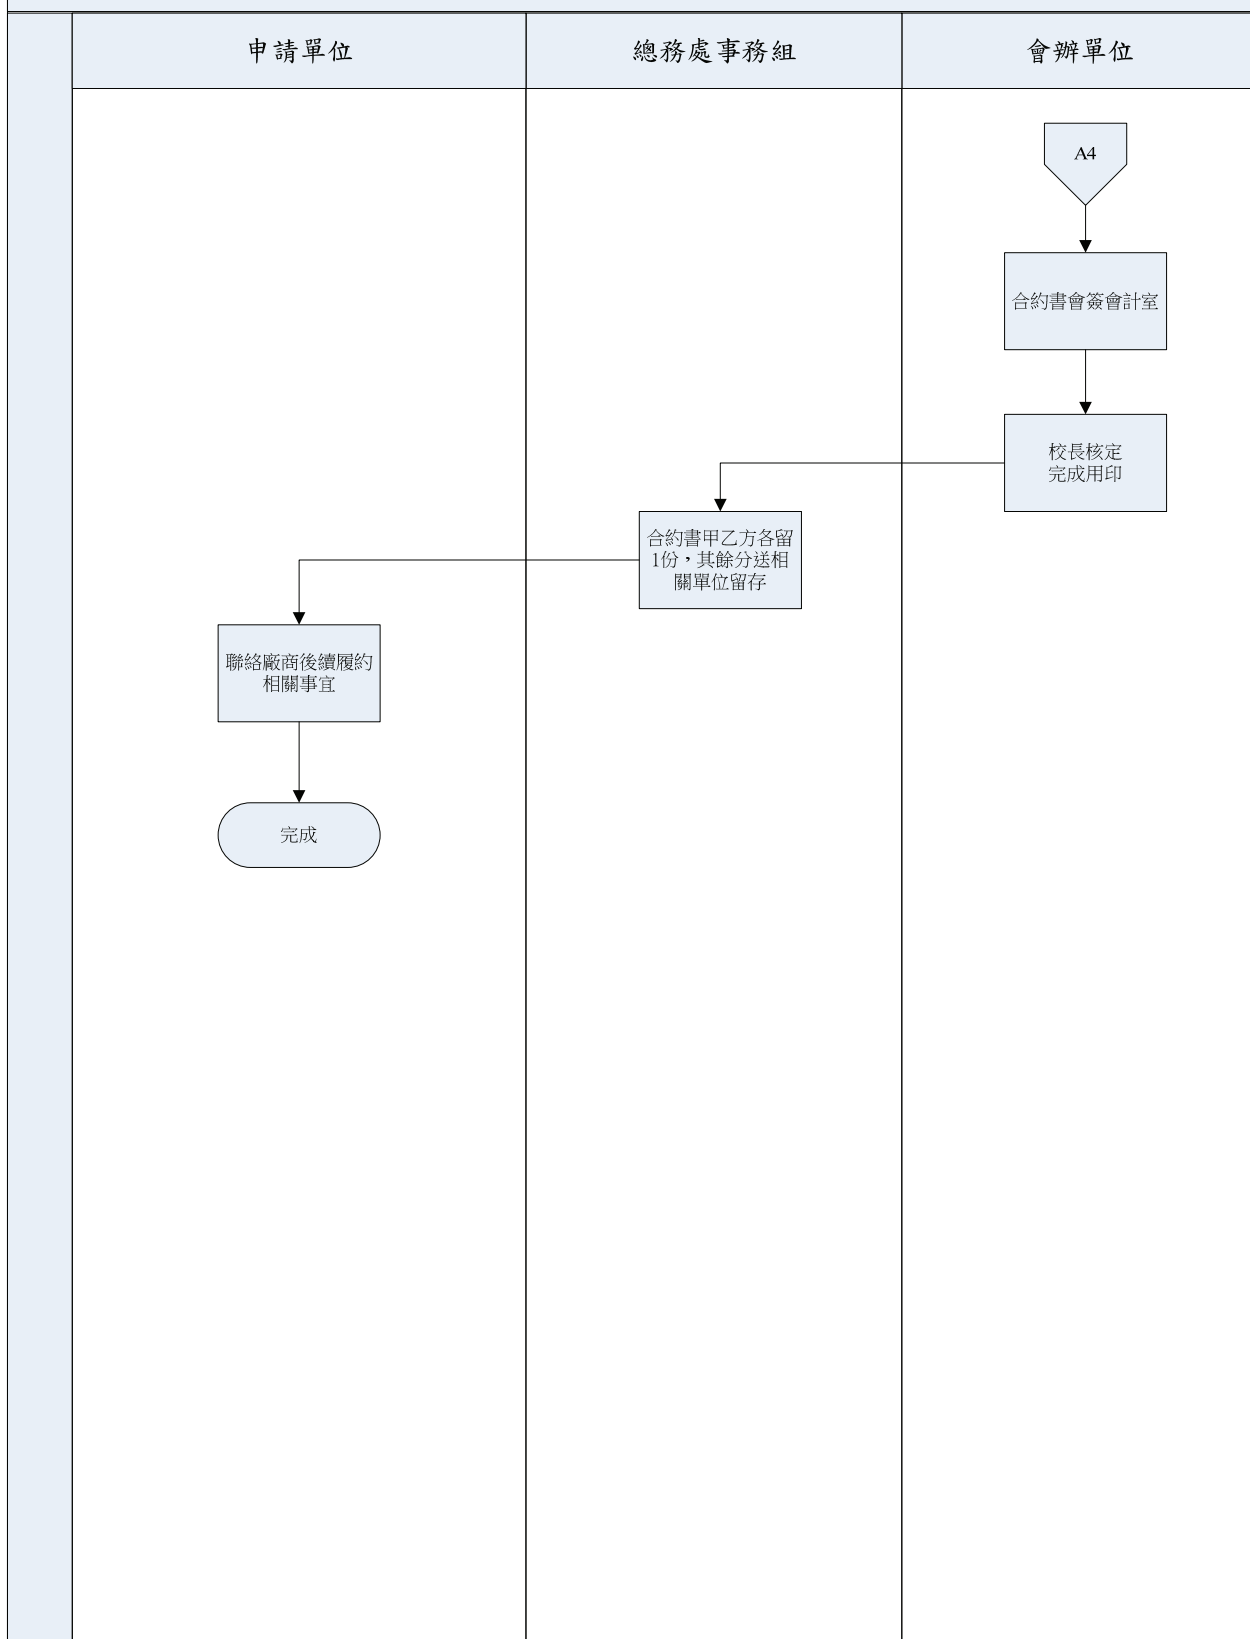 申請單位
總務處事務組
會辦單位
A4
合約書會簽會計室
校長核定
完成用印
合約書甲乙方各留
1份，其餘分送相
關單位留存
聯絡廠商後續履約
相關事宜
完成